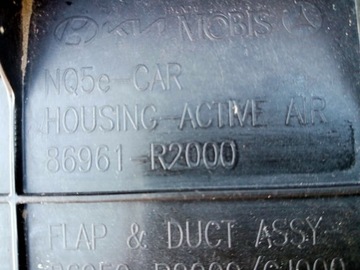 MOBIS
NQ5e-CAR
HOUSING-ACTIVE AIR
86961-R2000
FLAP & DUCT ASSY